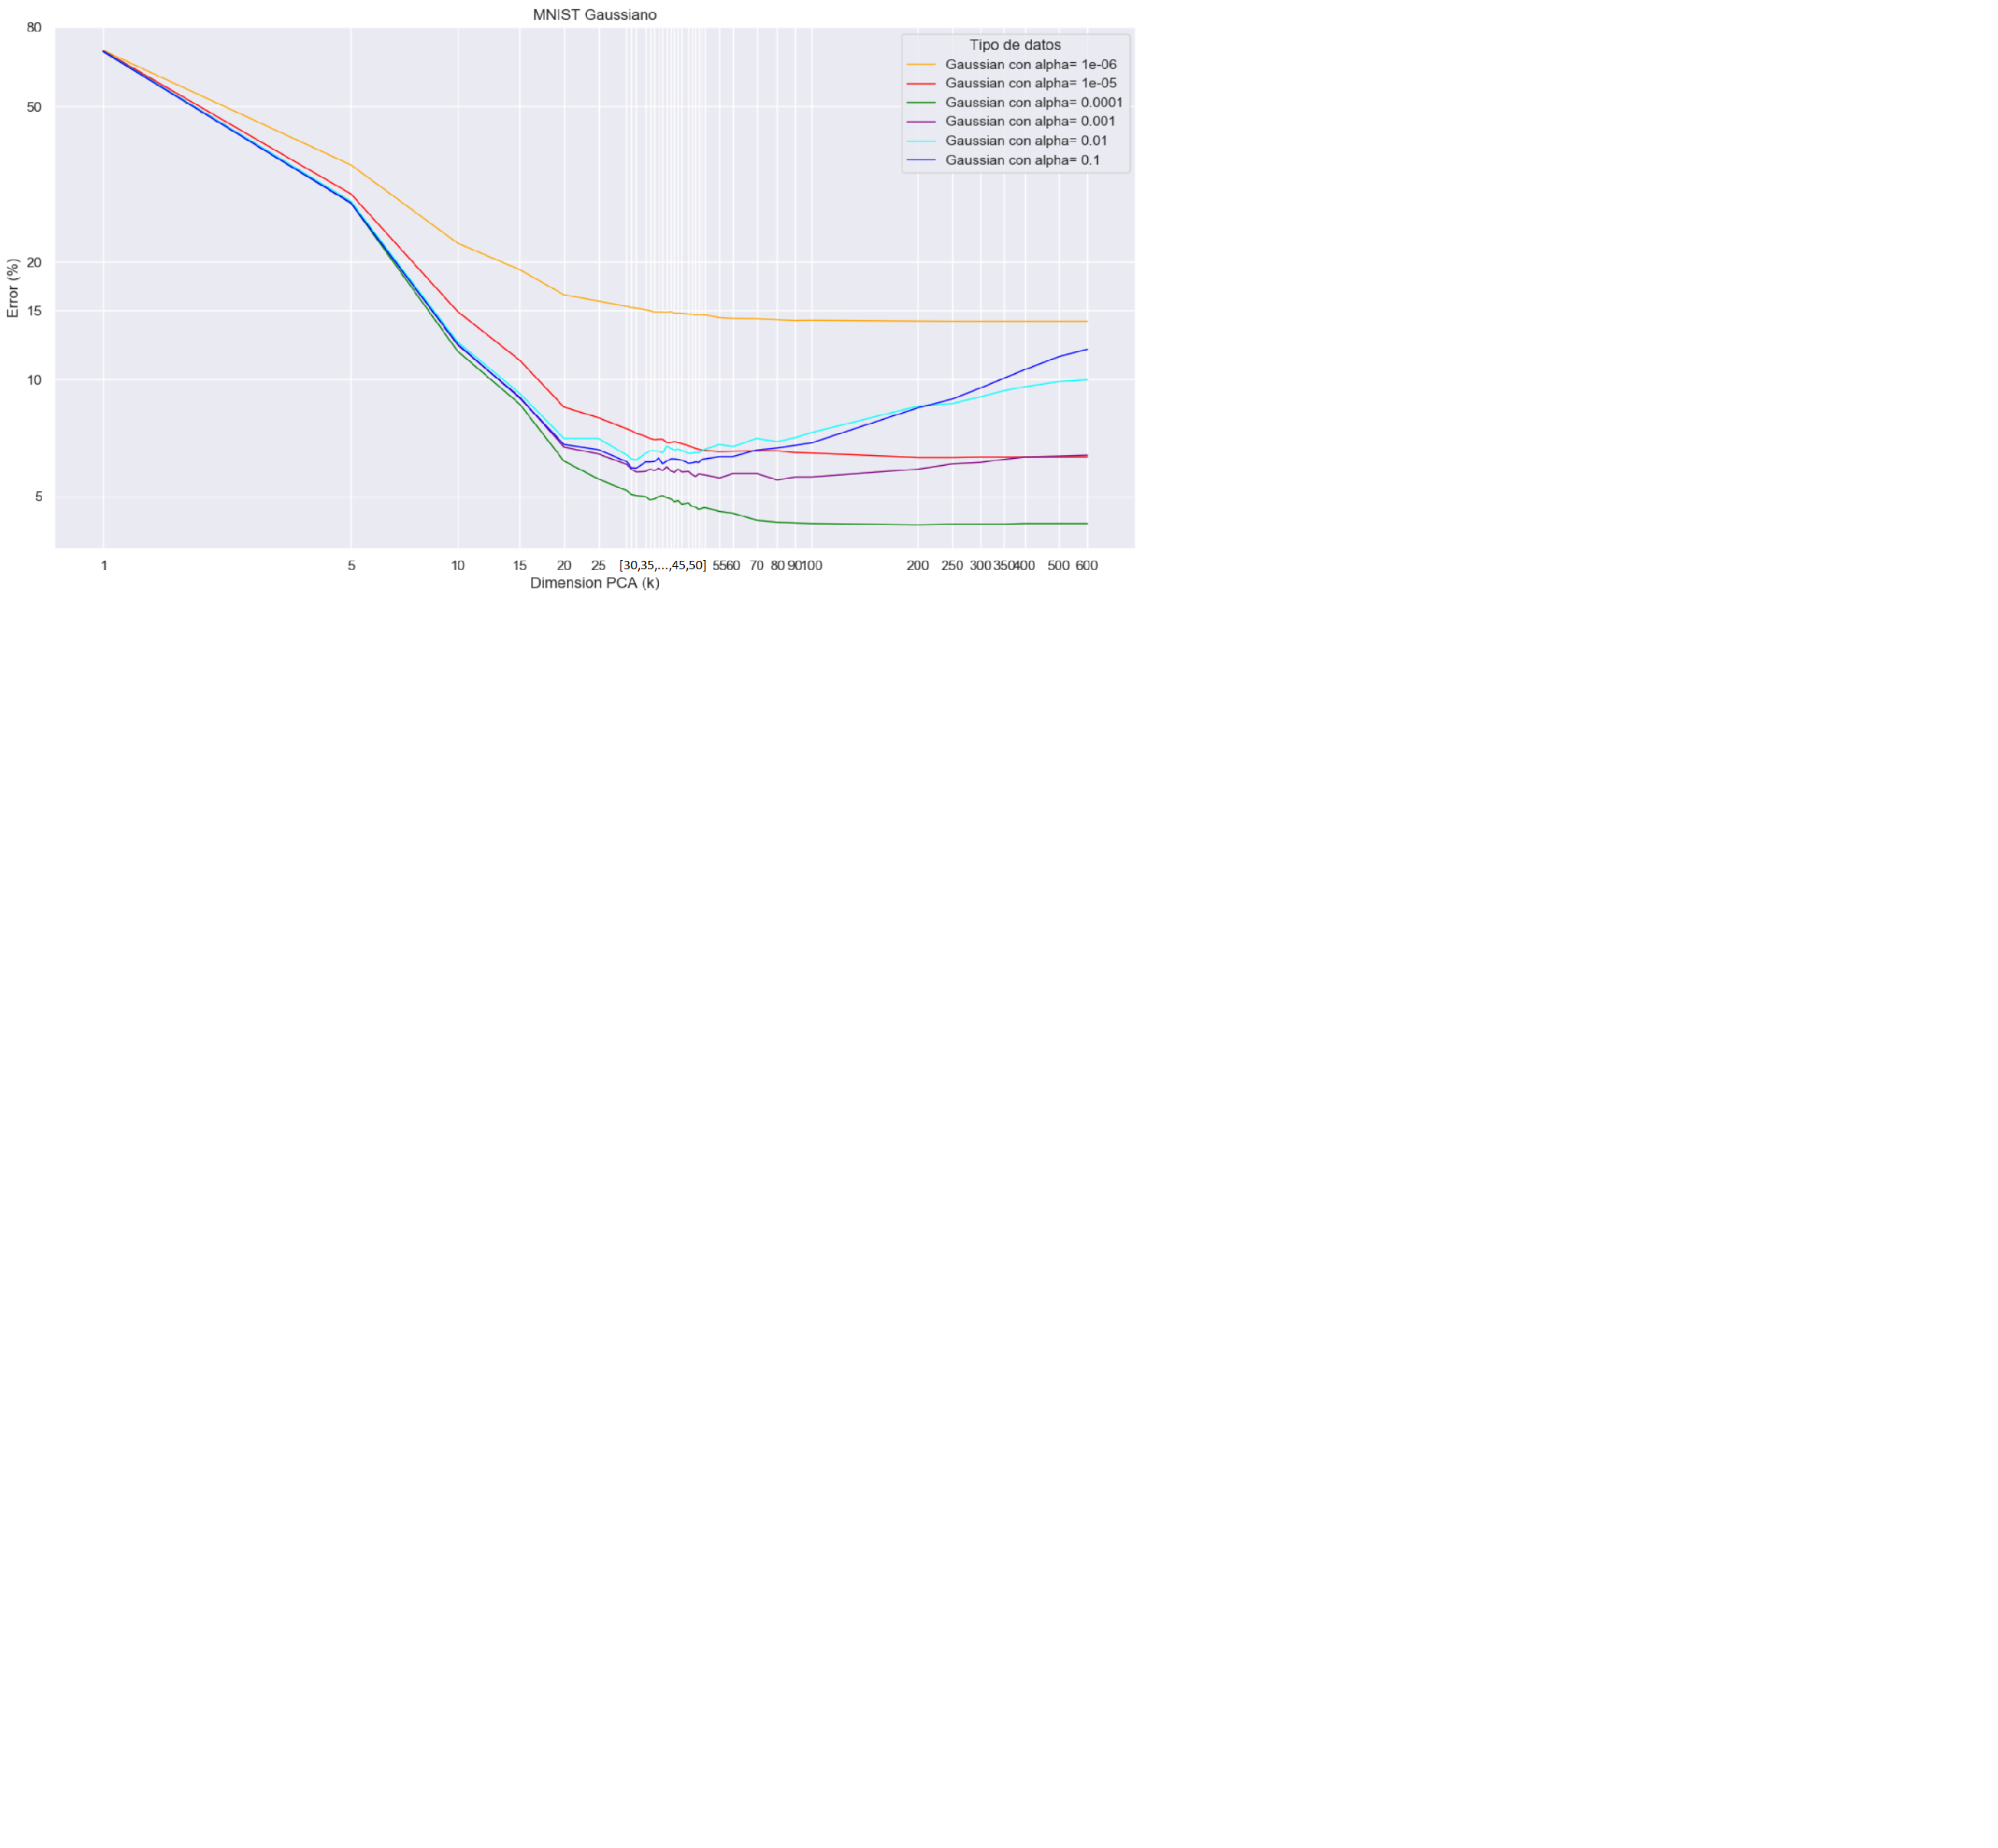 MNIST Gaussiano
Tipo de datos
Gaussian con alpha= 1e-06
Gaussian con alpha= 1e-05
Gaussian con alpha= 0.0001
Gaussian con alpha= 0.001
Gaussian con alpha= 0.01
Gaussian con alpha= 0.1
Error (%)
80
50
20
15
10
5
1 5 10 15 20 25 [30,35,...,45,50] 55 60 70 80 90 100 200 250 300 350 400 500 600
Dimension PCA (k)